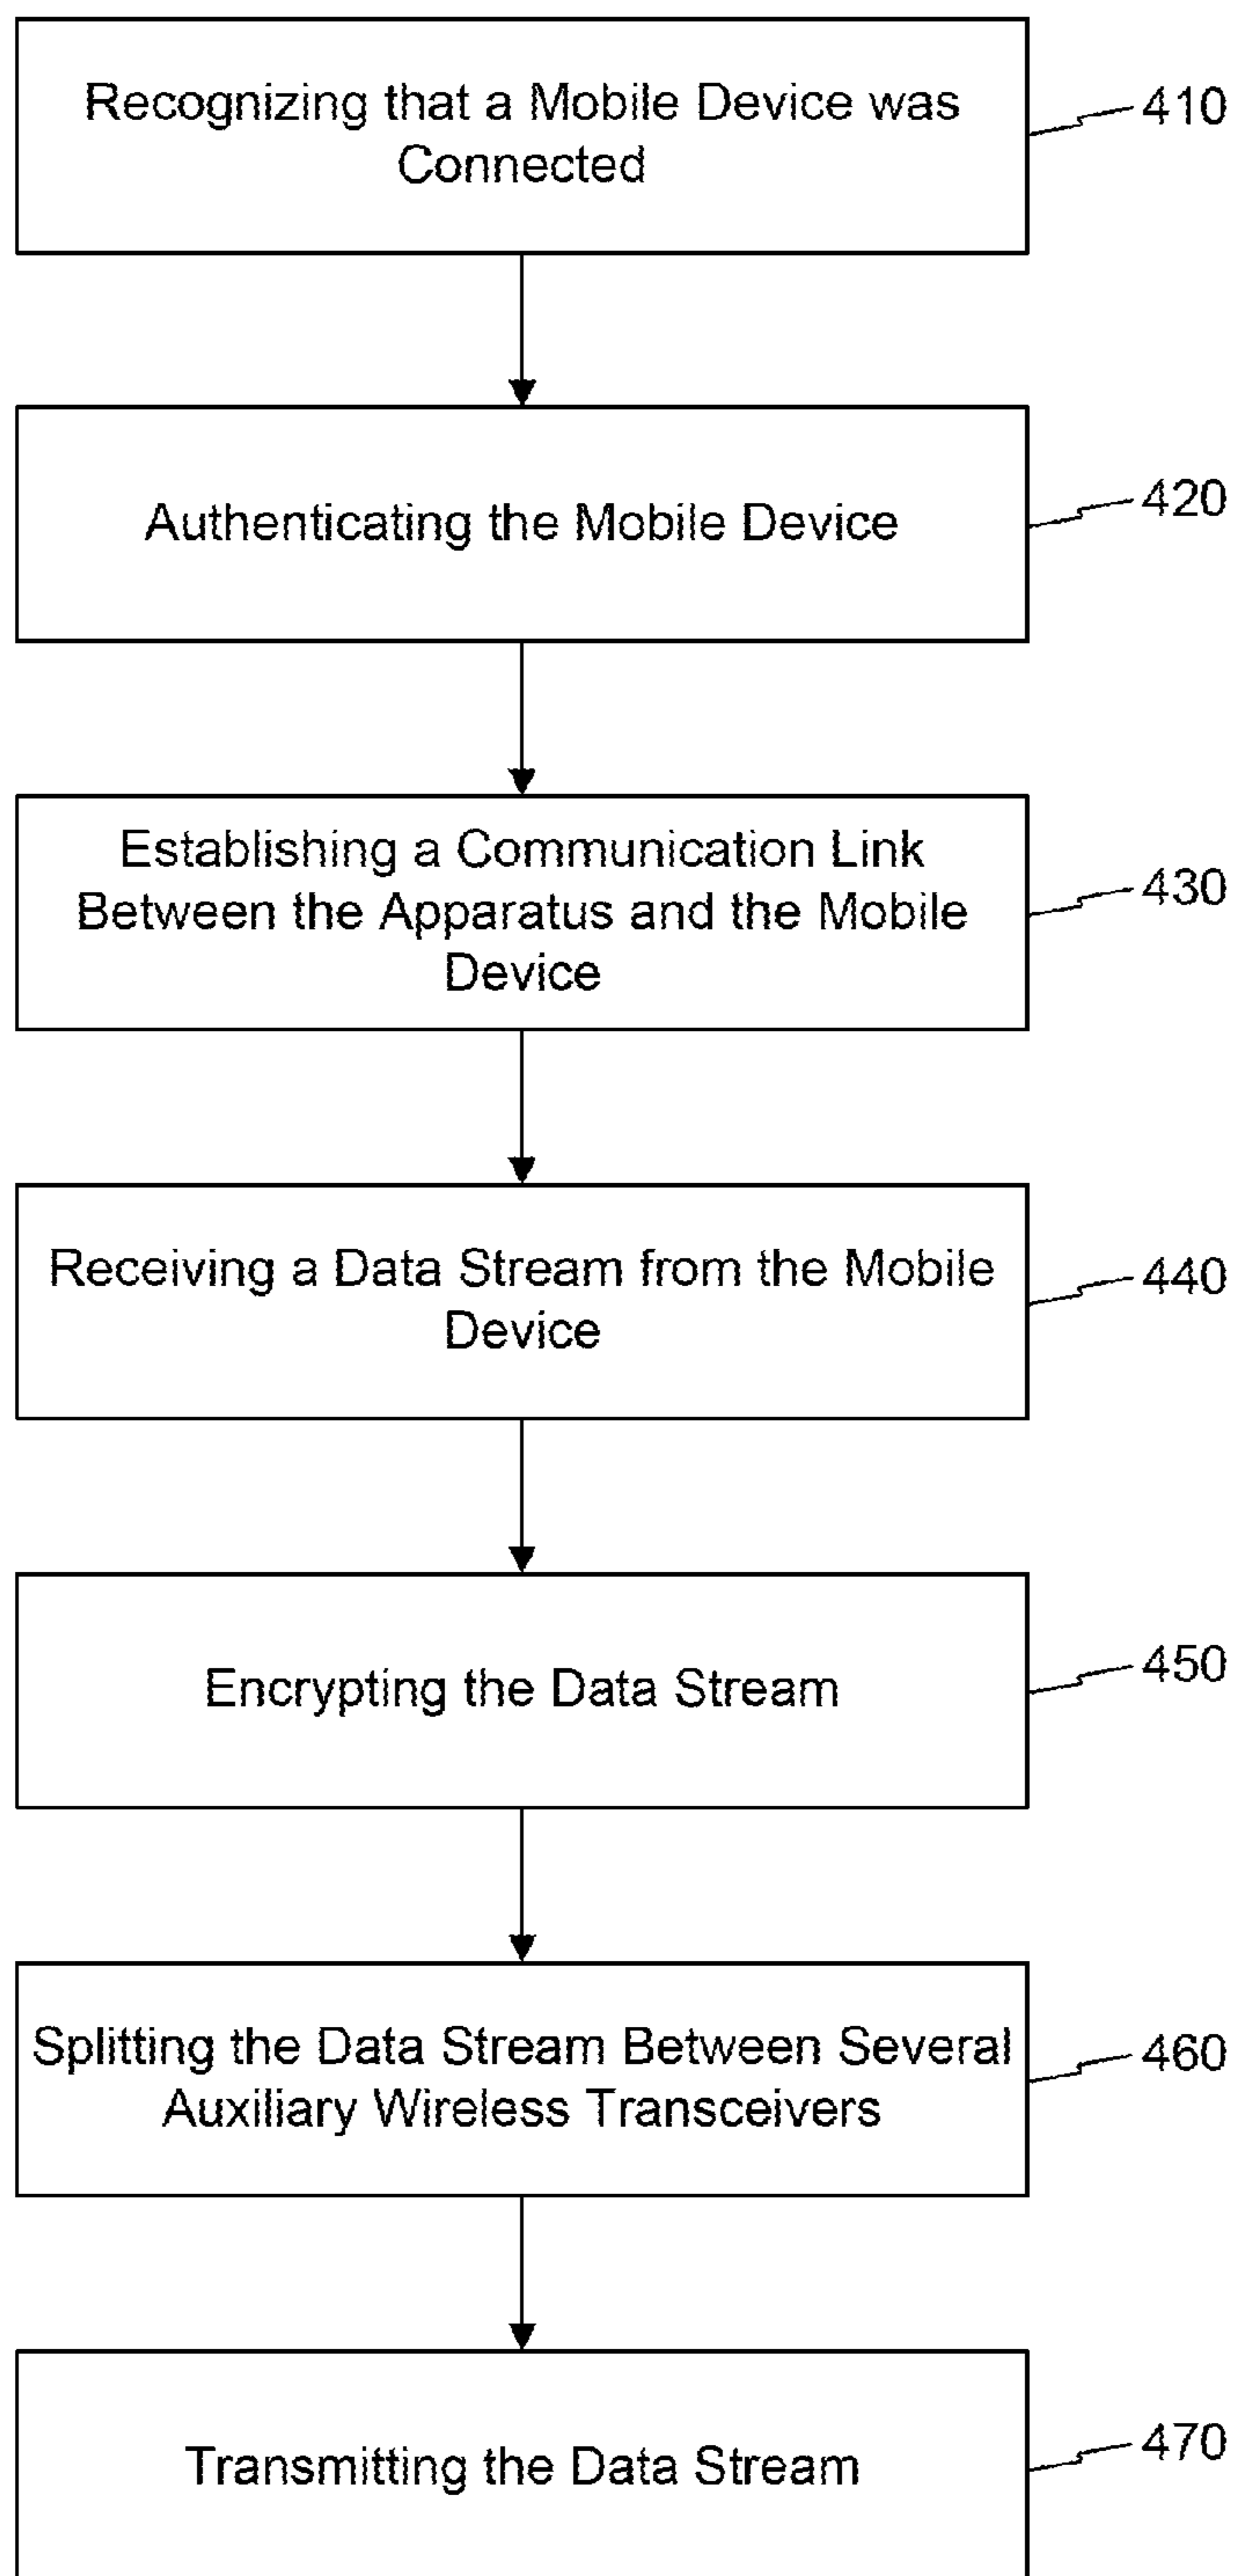 Recognizing that a Mobile Device was
Connected
410
Authenticating the Mobile Device
420
Establishing a Communication Link
Between the Apparatus and the Mobile
Device
430
Receiving a Data Stream from the Mobile
Device
440
Encrypting the Data Stream
450
Splitting the Data Stream Between Several
Auxiliary Wireless Transceivers
460
Transmitting the Data Stream
470